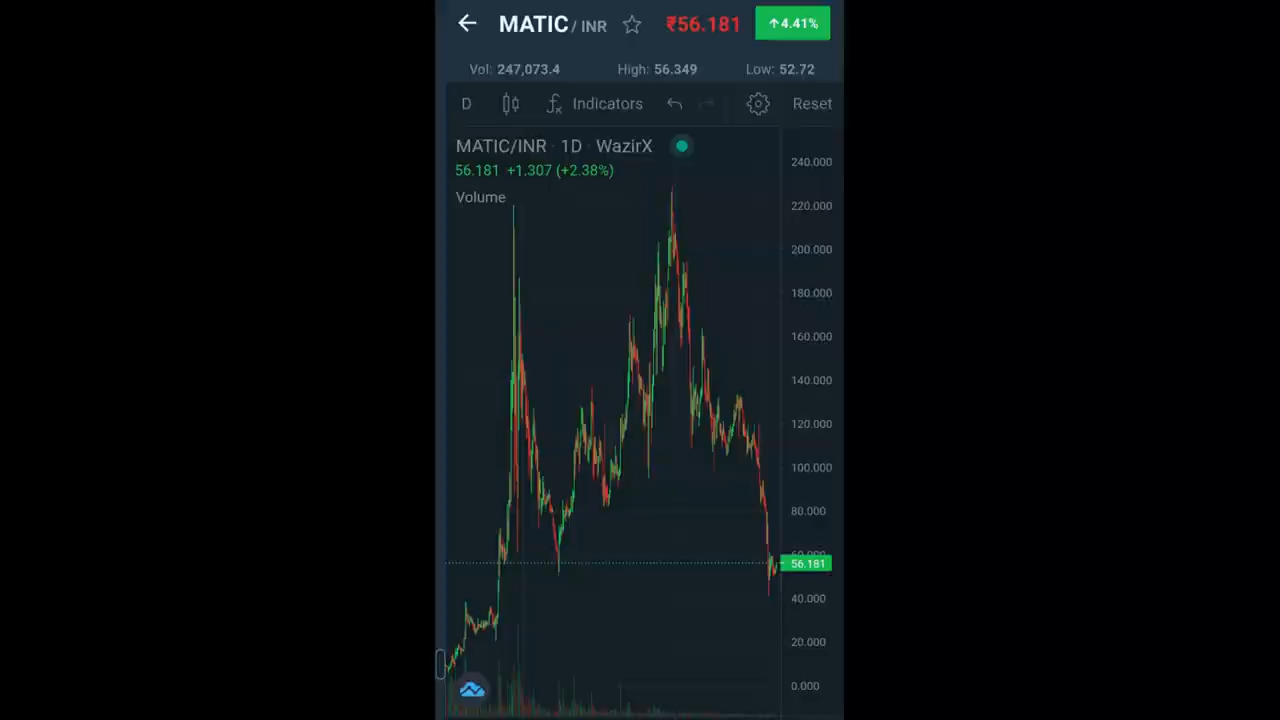 MATIC/ INR ₹56.181 ↑4.41%
Vol: 247,073.4 High: 56.349 Low: 52.72
D Indicators Reset
MATIC/INR · 1D · WazirX
56.181 +1.307 (+2.38%)
Volume
240.000
220.000
200.000
180.000
160.000
140.000
120.000
100.000
80.000
60.000
56.181
40.000
20.000
0.000